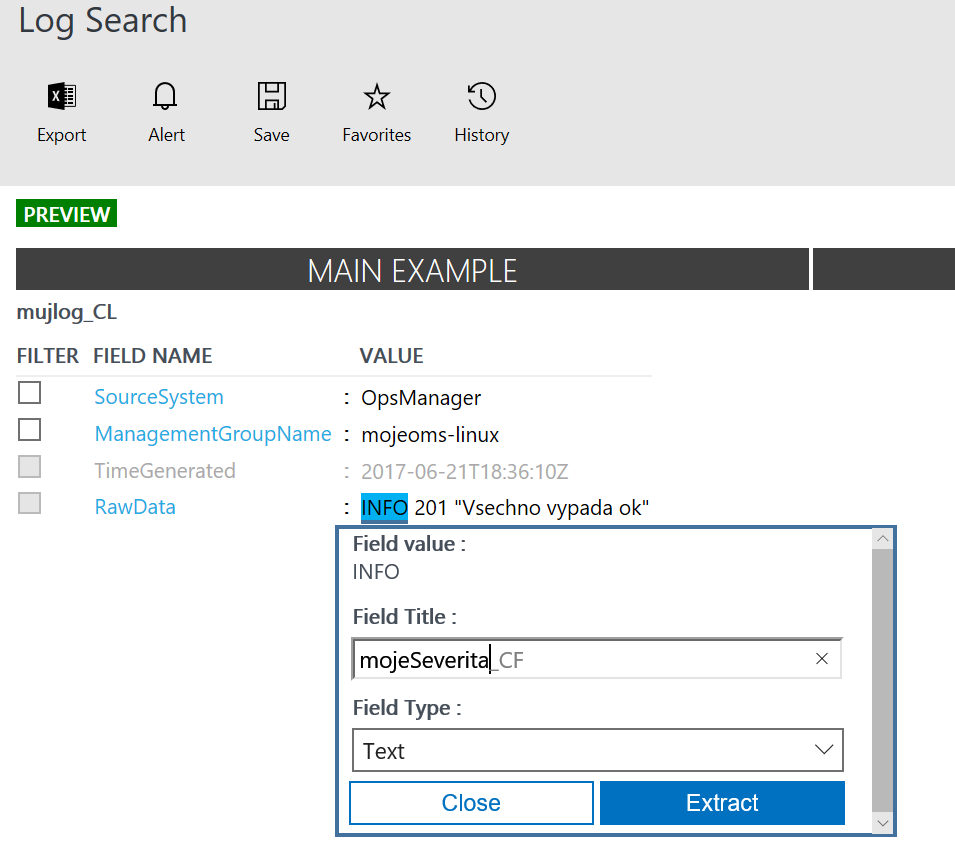 Log Search
Export Alert Save Favorites History
PREVIEW
MAIN EXAMPLE
mujlog_CL
FILTER FIELD NAME VALUE
SourceSystem : OpsManager
ManagementGroupName : mojeoms-linux
TimeGenerated : 2017-06-21T18:36:10Z
RawData : INFO 201 "Vsechno vypada ok"
Field value :
INFO
Field Title :
mojeSeverita_CF
Field Type :
Text
Close Extract